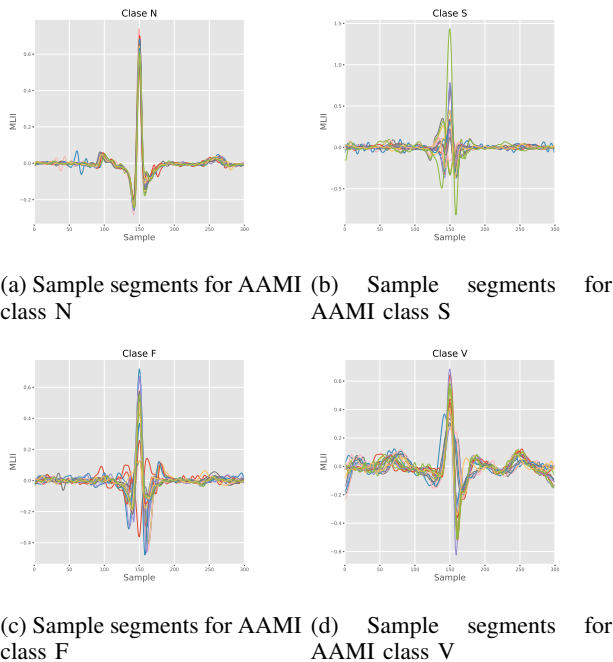 Clase N
MLII
0.6
0.4
0.2
0.0
−0.2
0 50 100 150 200 250 300
Sample
Clase S
MLII
1.5
1.0
0.5
0.0
−0.5
0 50 100 150 200 250 300
Sample
(a) Sample segments for AAMI
class N
(b) Sample segments for
AAMI class S
Clase F
MLII
0.6
0.4
0.2
0.0
−0.2
−0.4
0 50 100 150 200 250 300
Sample
Clase V
MLII
0.6
0.4
0.2
0.0
−0.2
−0.4
−0.6
0 50 100 150 200 250 300
Sample
(c) Sample segments for AAMI
class F
(d) Sample segments for
AAMI class V